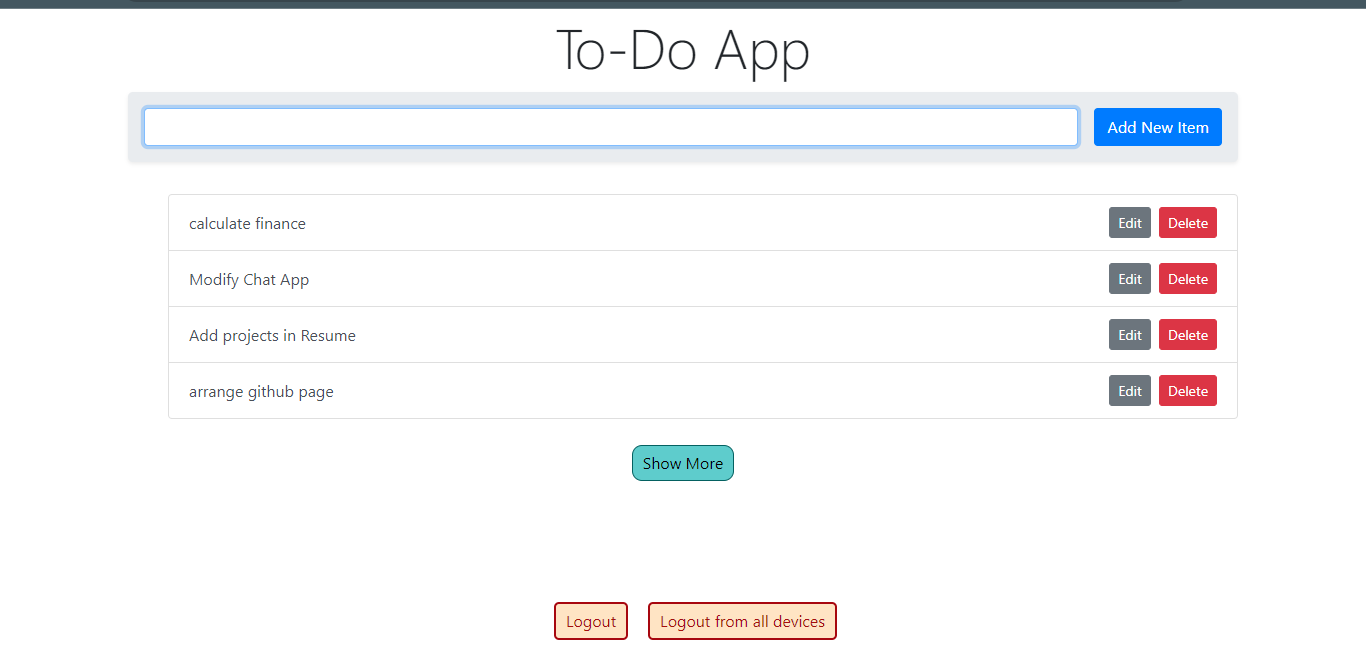 To-Do App
Add New Item
calculate finance Edit Delete
Modify Chat App Edit Delete
Add projects in Resume Edit Delete
arrange github page Edit Delete
Show More
Logout Logout from all devices